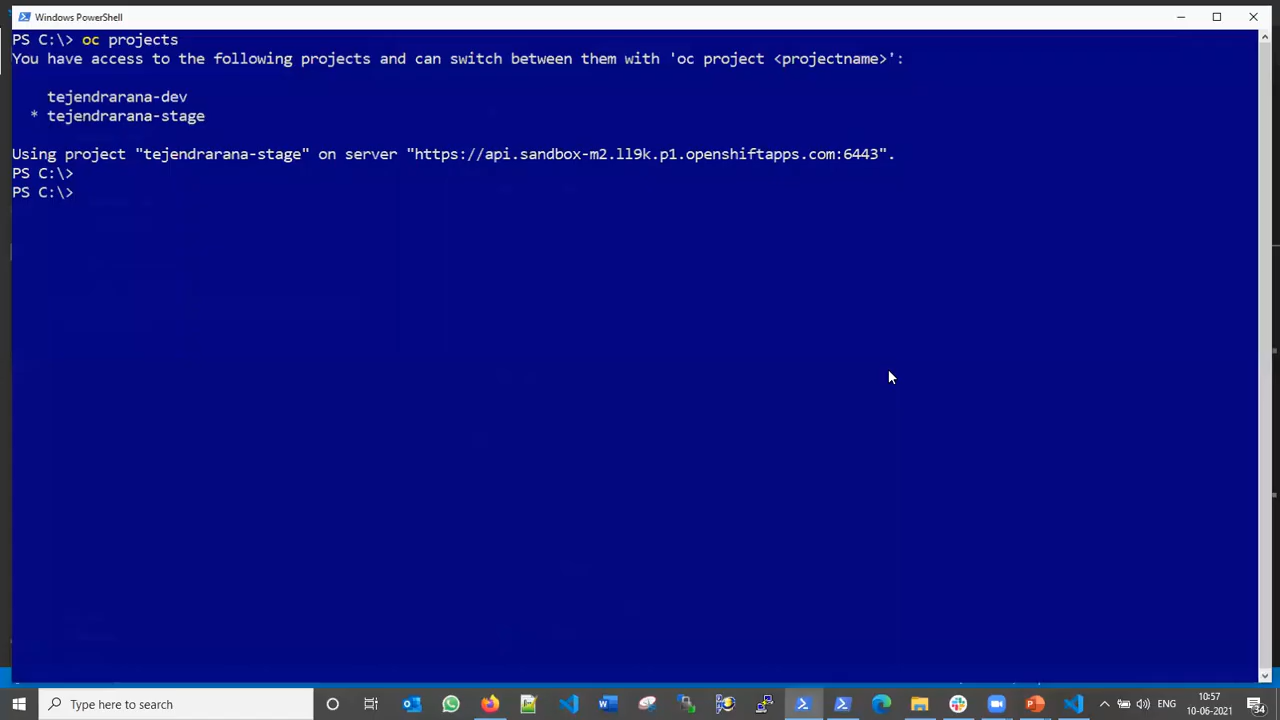 Windows PowerShell
PS C:\> oc projects
You have access to the following projects and can switch between them with 'oc project <projectname>':
tejendrarana-dev
* tejendrarana-stage
Using project "tejendrarana-stage" on server "https://api.sandbox-m2.ll9k.p1.openshiftapps.com:6443".
PS C:\>
PS C:\>
Type here to search
ENG
10:57
10-06-2021
34